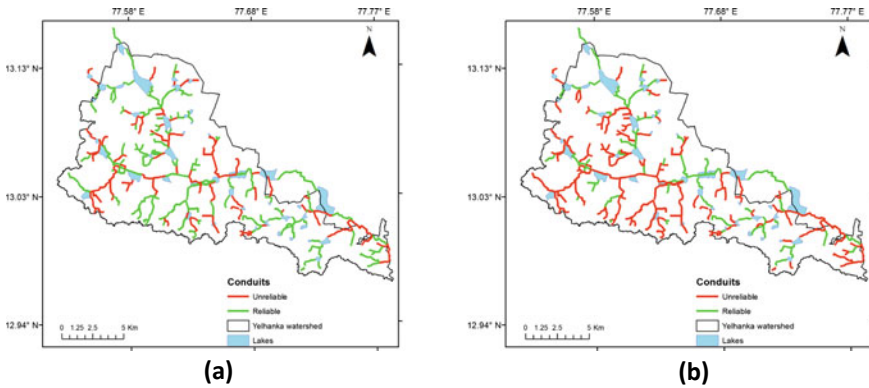 77.58° E 77.68° E 77.77° E
N
13.13° N
13.03° N
12.94° N
Conduits
Unreliable
Reliable
Yelhanka watershed
Lakes
0 1.25 2.5 5 Km
(a)
77.58° E 77.68° E 77.77° E
N
13.13° N
13.03° N
12.94° N
Conduits
Unreliable
Reliable
Yelhanka watershed
Lakes
0 1.25 2.5 5 Km
(b)